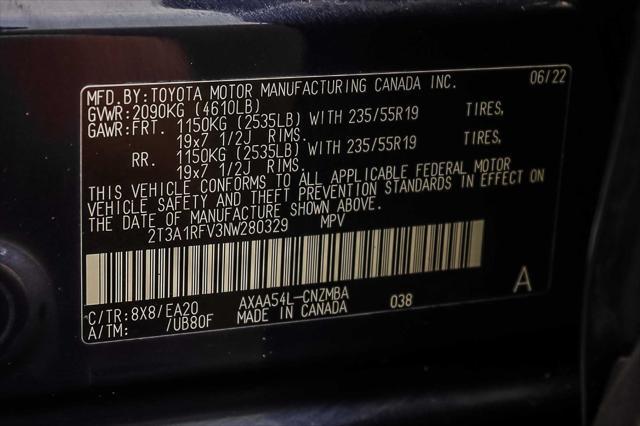 MFD.BY:TOYOTA MOTOR MANUFACTURING CANADA INC. 06/22
GVWR:2090KG (4610LB)
GAWR:FRT. 1150KG (2535LB) WITH 235/55R19 TIRES,
19x7 1/2J RIMS.
RR. 1150KG (2535LB) WITH 235/55R19 TIRES,
19x7 1/2J RIMS.
THIS VEHICLE CONFORMS TO ALL APPLICABLE FEDERAL MOTOR
VEHICLE SAFETY AND THEFT PREVENTION STANDARDS IN EFFECT ON
THE DATE OF MANUFACTURE SHOWN ABOVE.
2T3A1RFV3NW280329 MPV
C/TR:8X8/EA20 AXAA54L-CNZMBA 038 A
A/TM: /UB80F MADE IN CANADA